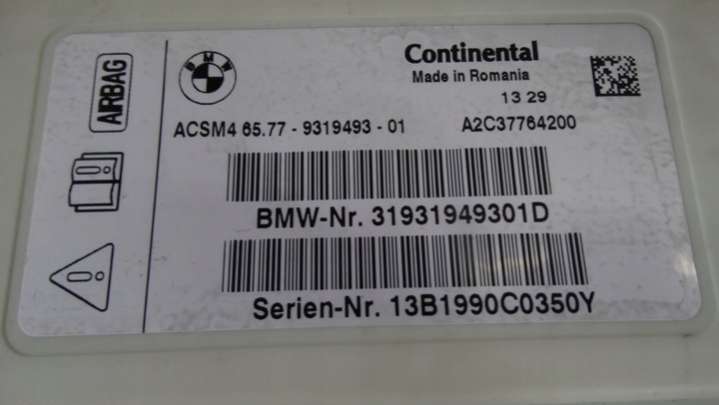 AIRBAG
BMW
Continental
Made in Romania
13 29
ACSM4 65.77 - 9319493 - 01 A2C37764200
BMW-Nr. 31931949301D
Serien-Nr. 13B1990C0350Y